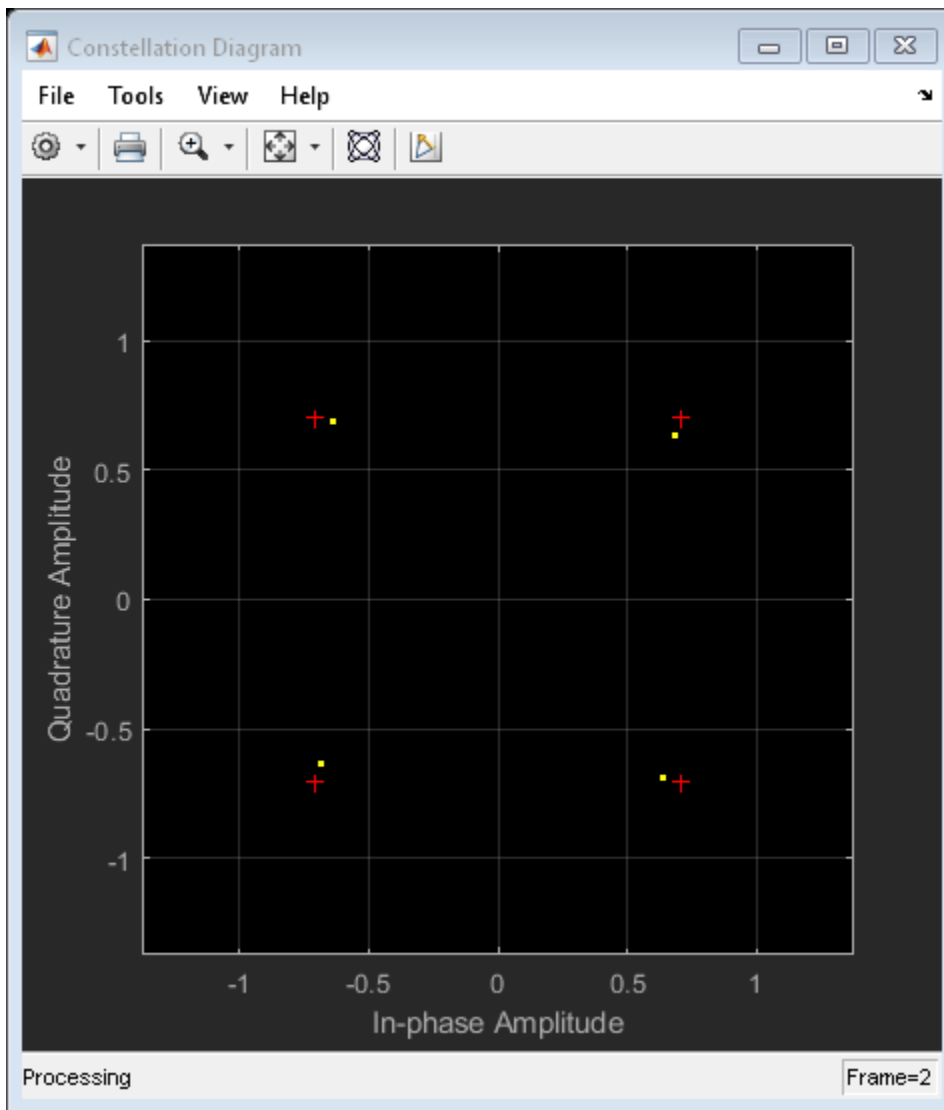 Constellation Diagram
File Tools View Help
1
0.5
0
-0.5
-1
Quadrature Amplitude
-1 -0.5 0 0.5 1
In-phase Amplitude
Processing Frame=2